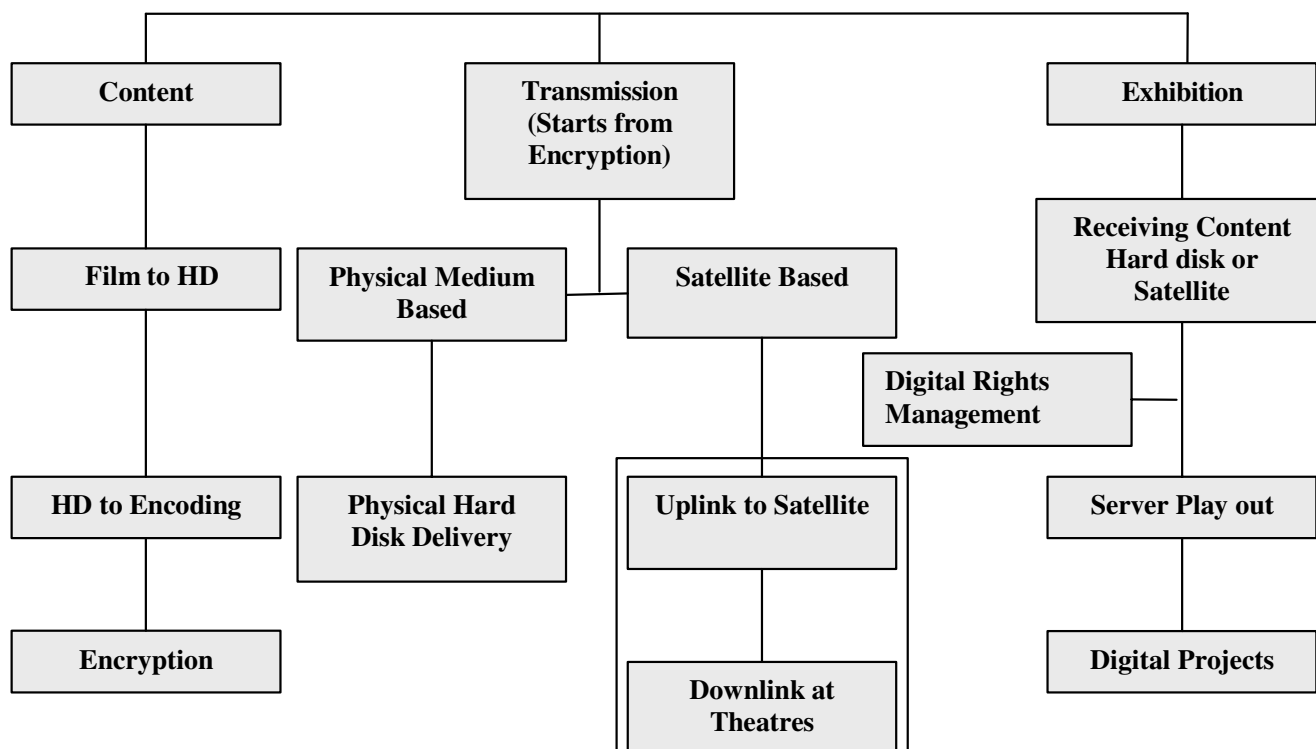 Content
Transmission
(Starts from
Encryption)
Exhibition
Film to HD
Physical Medium
Based
Satellite Based
Receiving Content
Hard disk or
Satellite
Digital Rights
Management
HD to Encoding
Physical Hard
Disk Delivery
Uplink to Satellite
Server Play out
Encryption
Downlink at
Theatres
Digital Projects